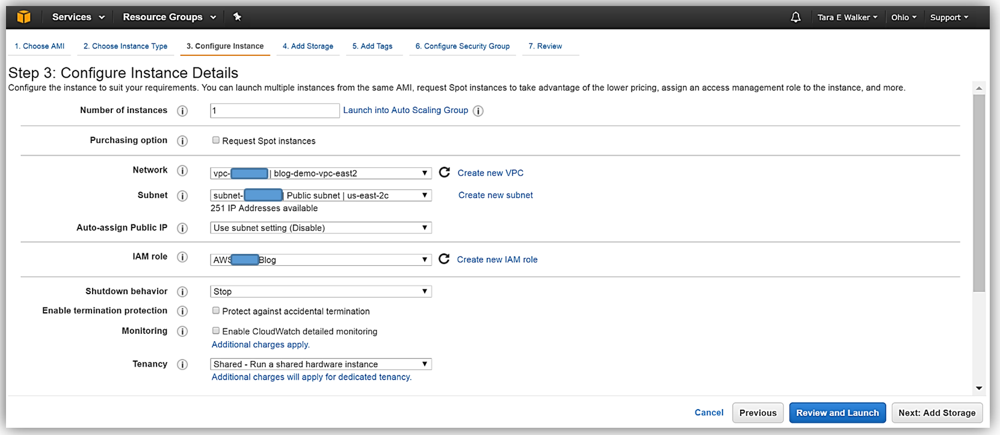 Services Resource Groups Tara E Walker Ohio Support
1. Choose AMI 2. Choose Instance Type 3. Configure Instance 4. Add Storage 5. Add Tags 6. Configure Security Group 7. Review
Step 3: Configure Instance Details
Configure the instance to suit your requirements. You can launch multiple instances from the same AMI, request Spot instances to take advantage of the lower pricing, assign an access management role to the instance, and more.
Number of instances 1 Launch into Auto Scaling Group
Purchasing option Request Spot instances
Network vpc- | blog-demo-vpc-east2 Create new VPC
Subnet subnet- | Public subnet | us-east-2c Create new subnet
251 IP Addresses available
Auto-assign Public IP Use subnet setting (Disable)
IAM role AWS Blog Create new IAM role
Shutdown behavior Stop
Enable termination protection Protect against accidental termination
Monitoring Enable CloudWatch detailed monitoring
Additional charges apply.
Tenancy Shared - Run a shared hardware instance
Additional charges will apply for dedicated tenancy.
Cancel Previous Review and Launch Next: Add Storage